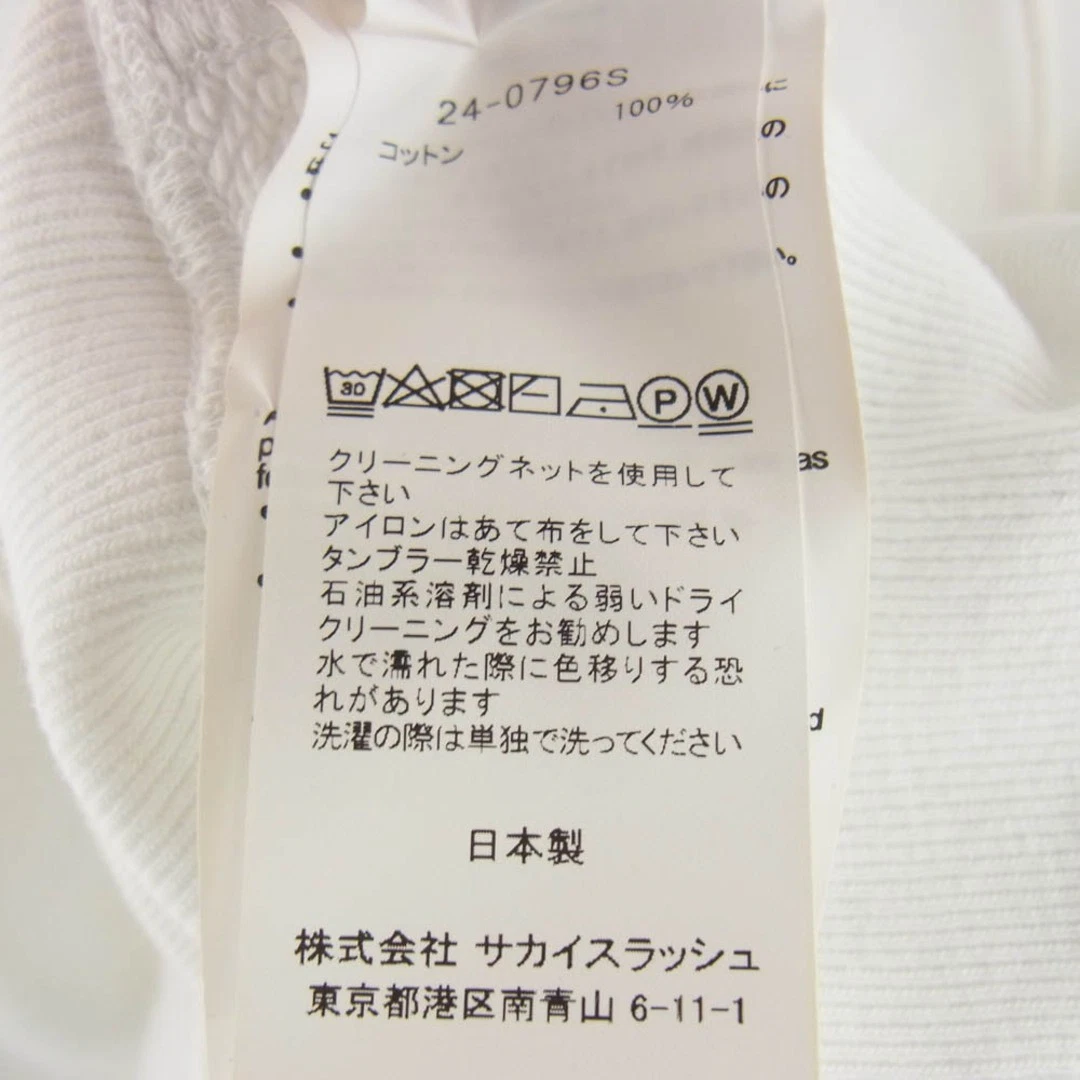 24-0796S
コットン 100%
30
P
W
クリーニングネットを使用して
下さい
アイロンはあて布をして下さい
タンブラー乾燥禁止
石油系溶剤による弱いドライ
クリーニングをお勧めします
水で濡れた際に色移りする恐
れがあります
洗濯の際は単独で洗ってください
日本製
株式会社 サカイスラッシュ
東京都港区南青山 6-11-1
に
の
の
い。
as
d